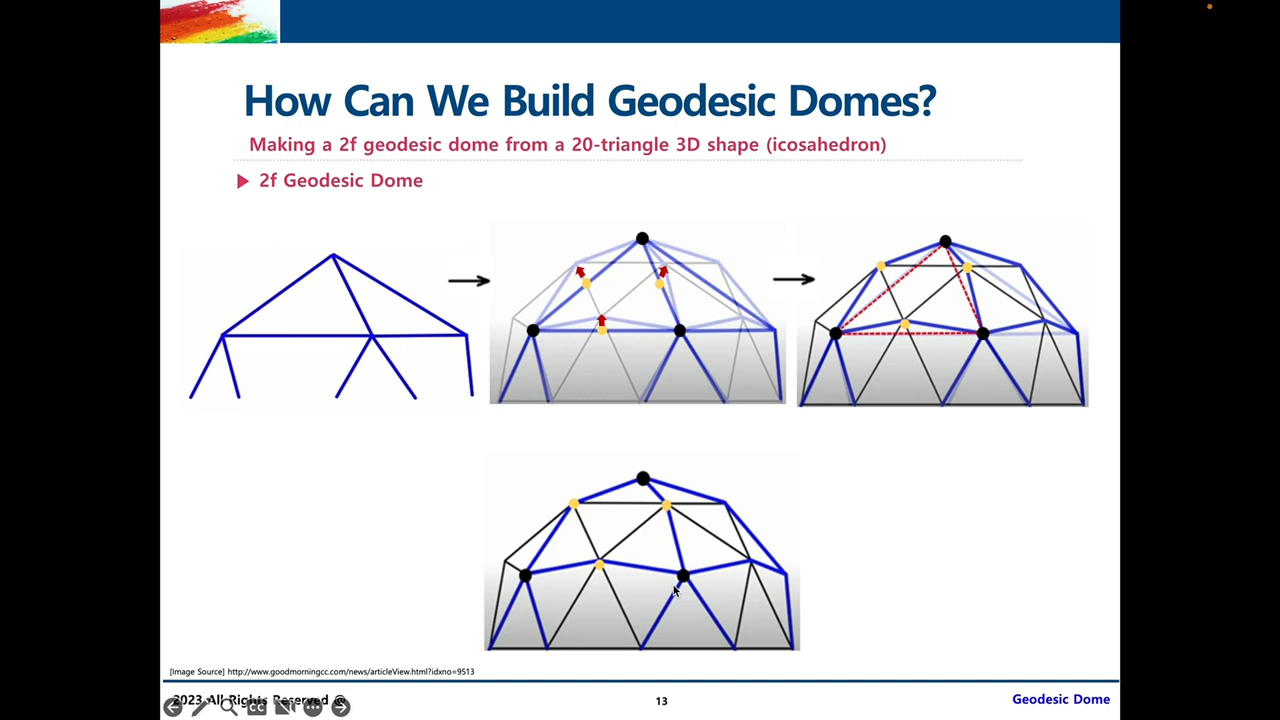 How Can We Build Geodesic Domes?
Making a 2f geodesic dome from a 20-triangle 3D shape (icosahedron)
2f Geodesic Dome
[Image Source] http://www.goodmorningcc.com/news/articleView.html?idxno=9513
2023 All Rights Reserved @
13
Geodesic Dome